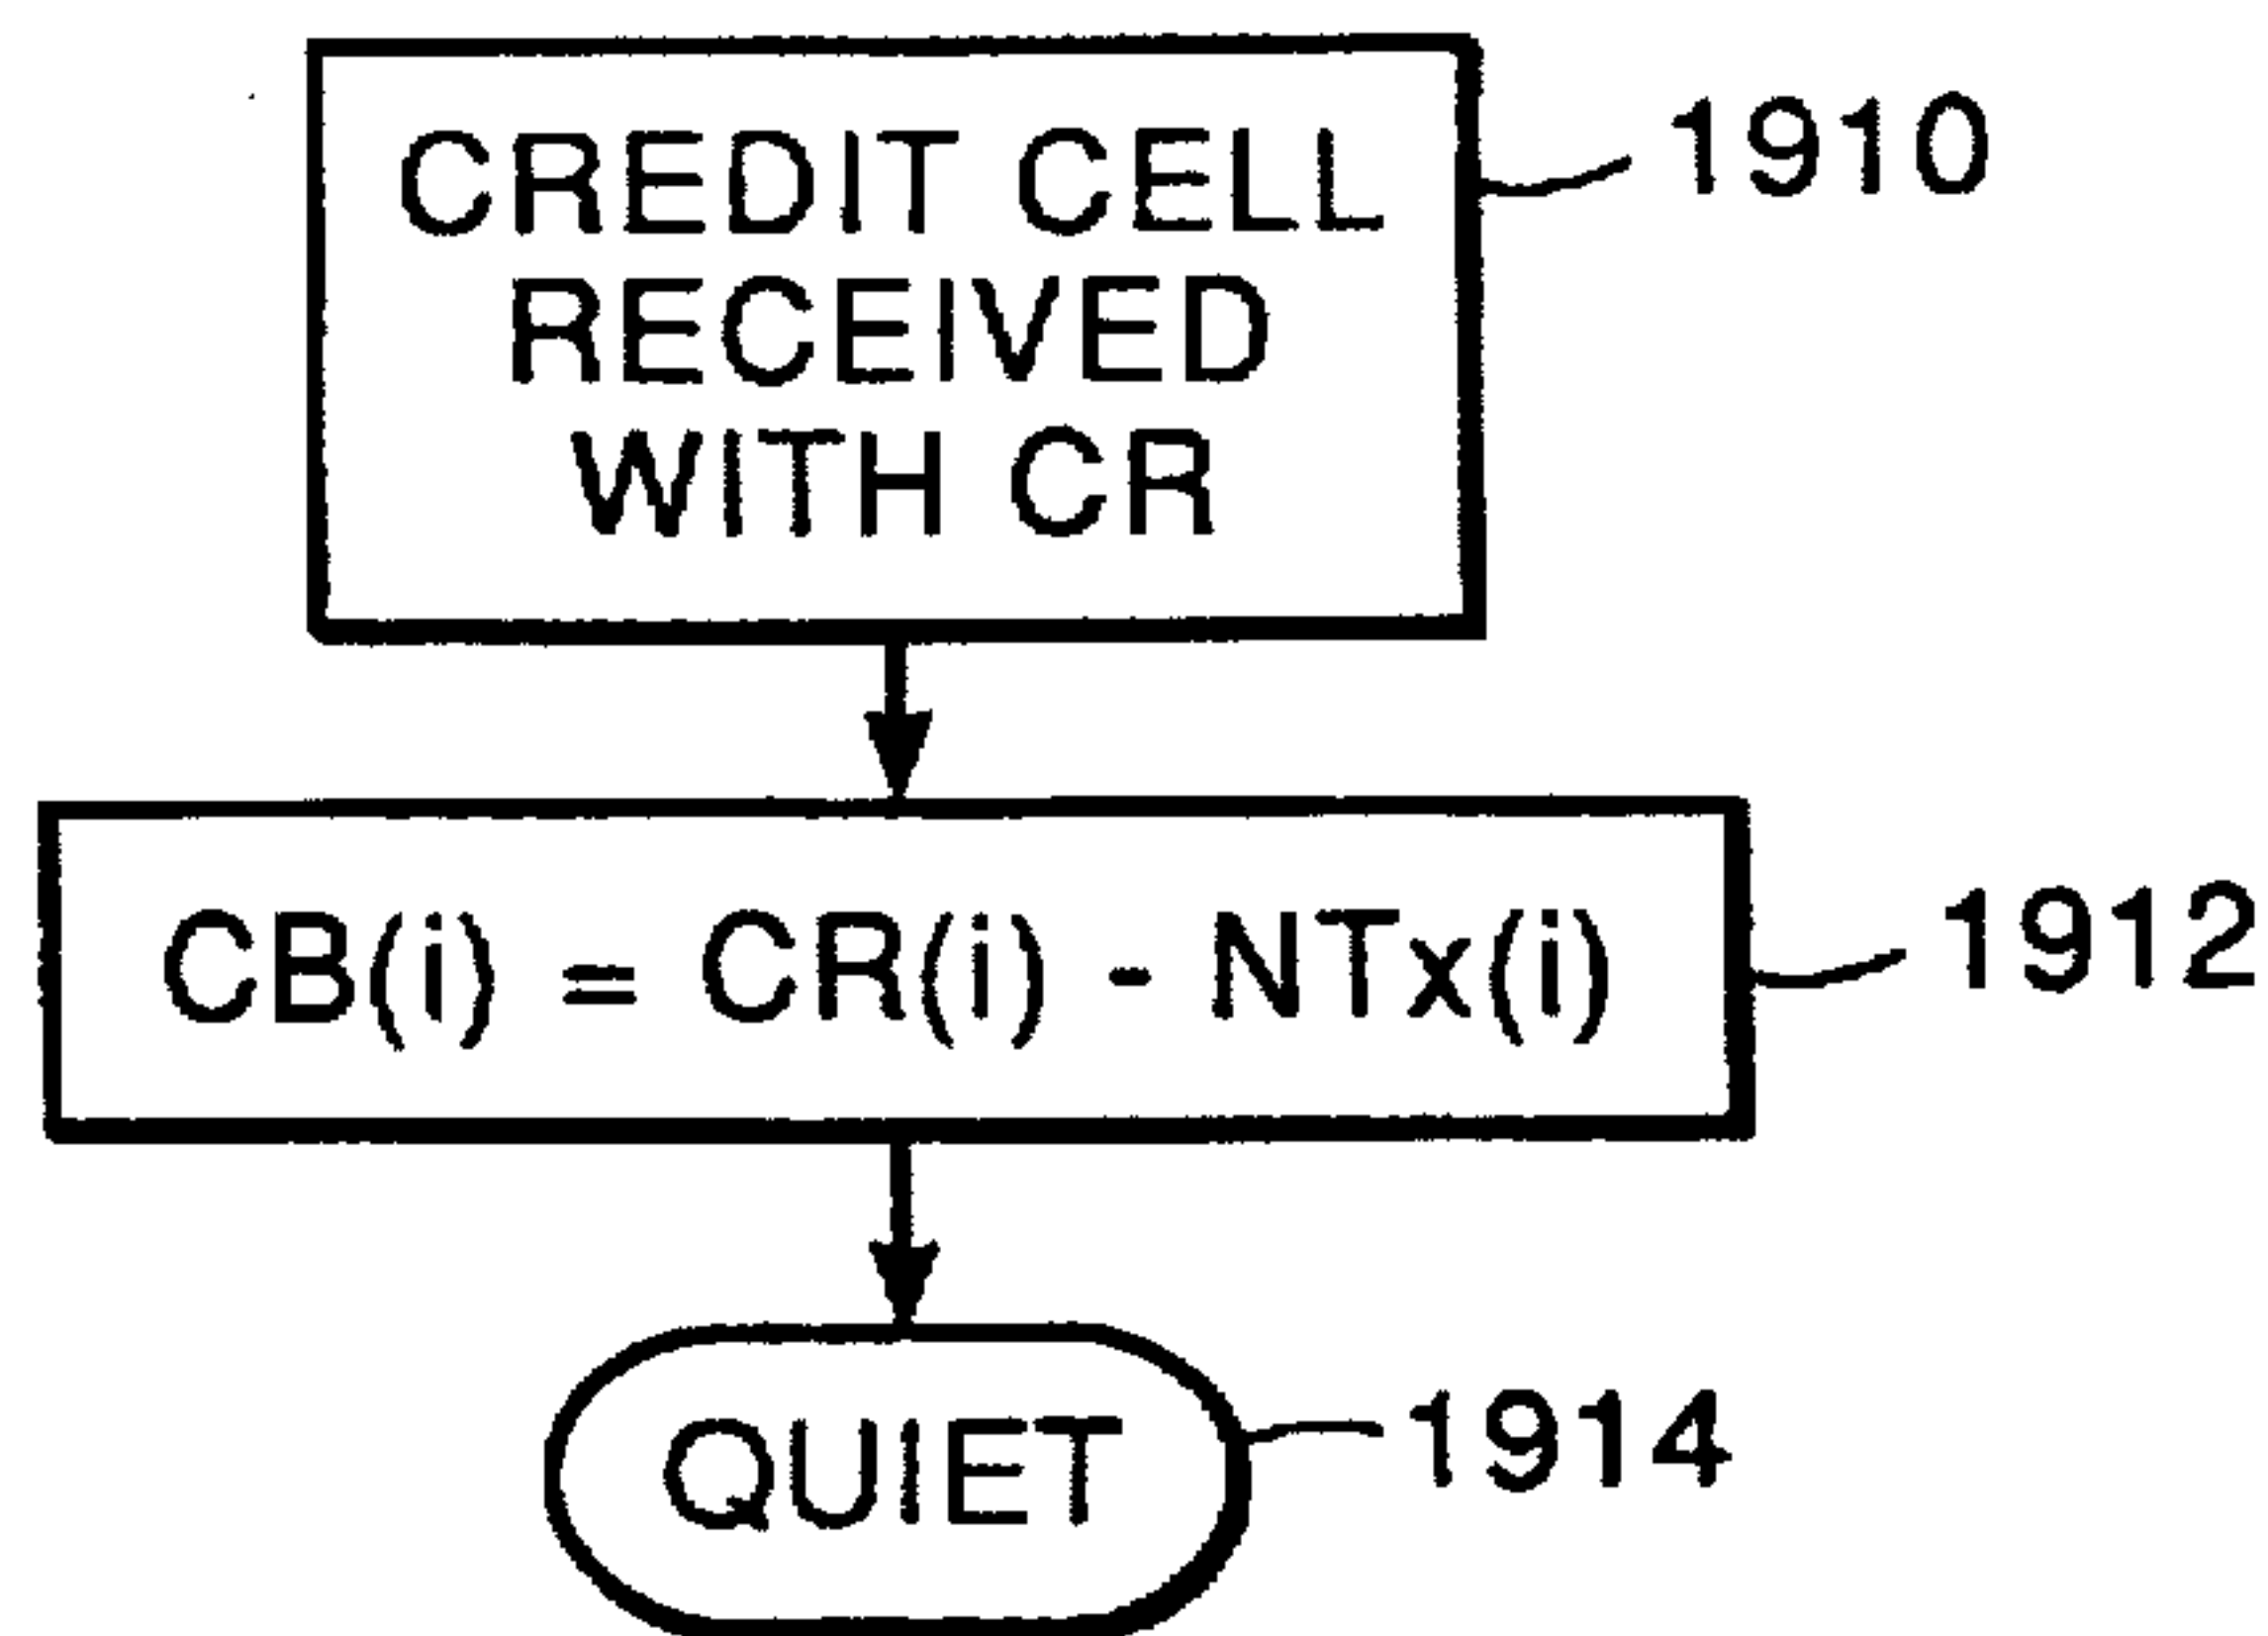 CREDIT CELL
RECEIVED
WITH CR
1910
CB(i) = CR(i) - NTx(i)
1912
QUIET
1914